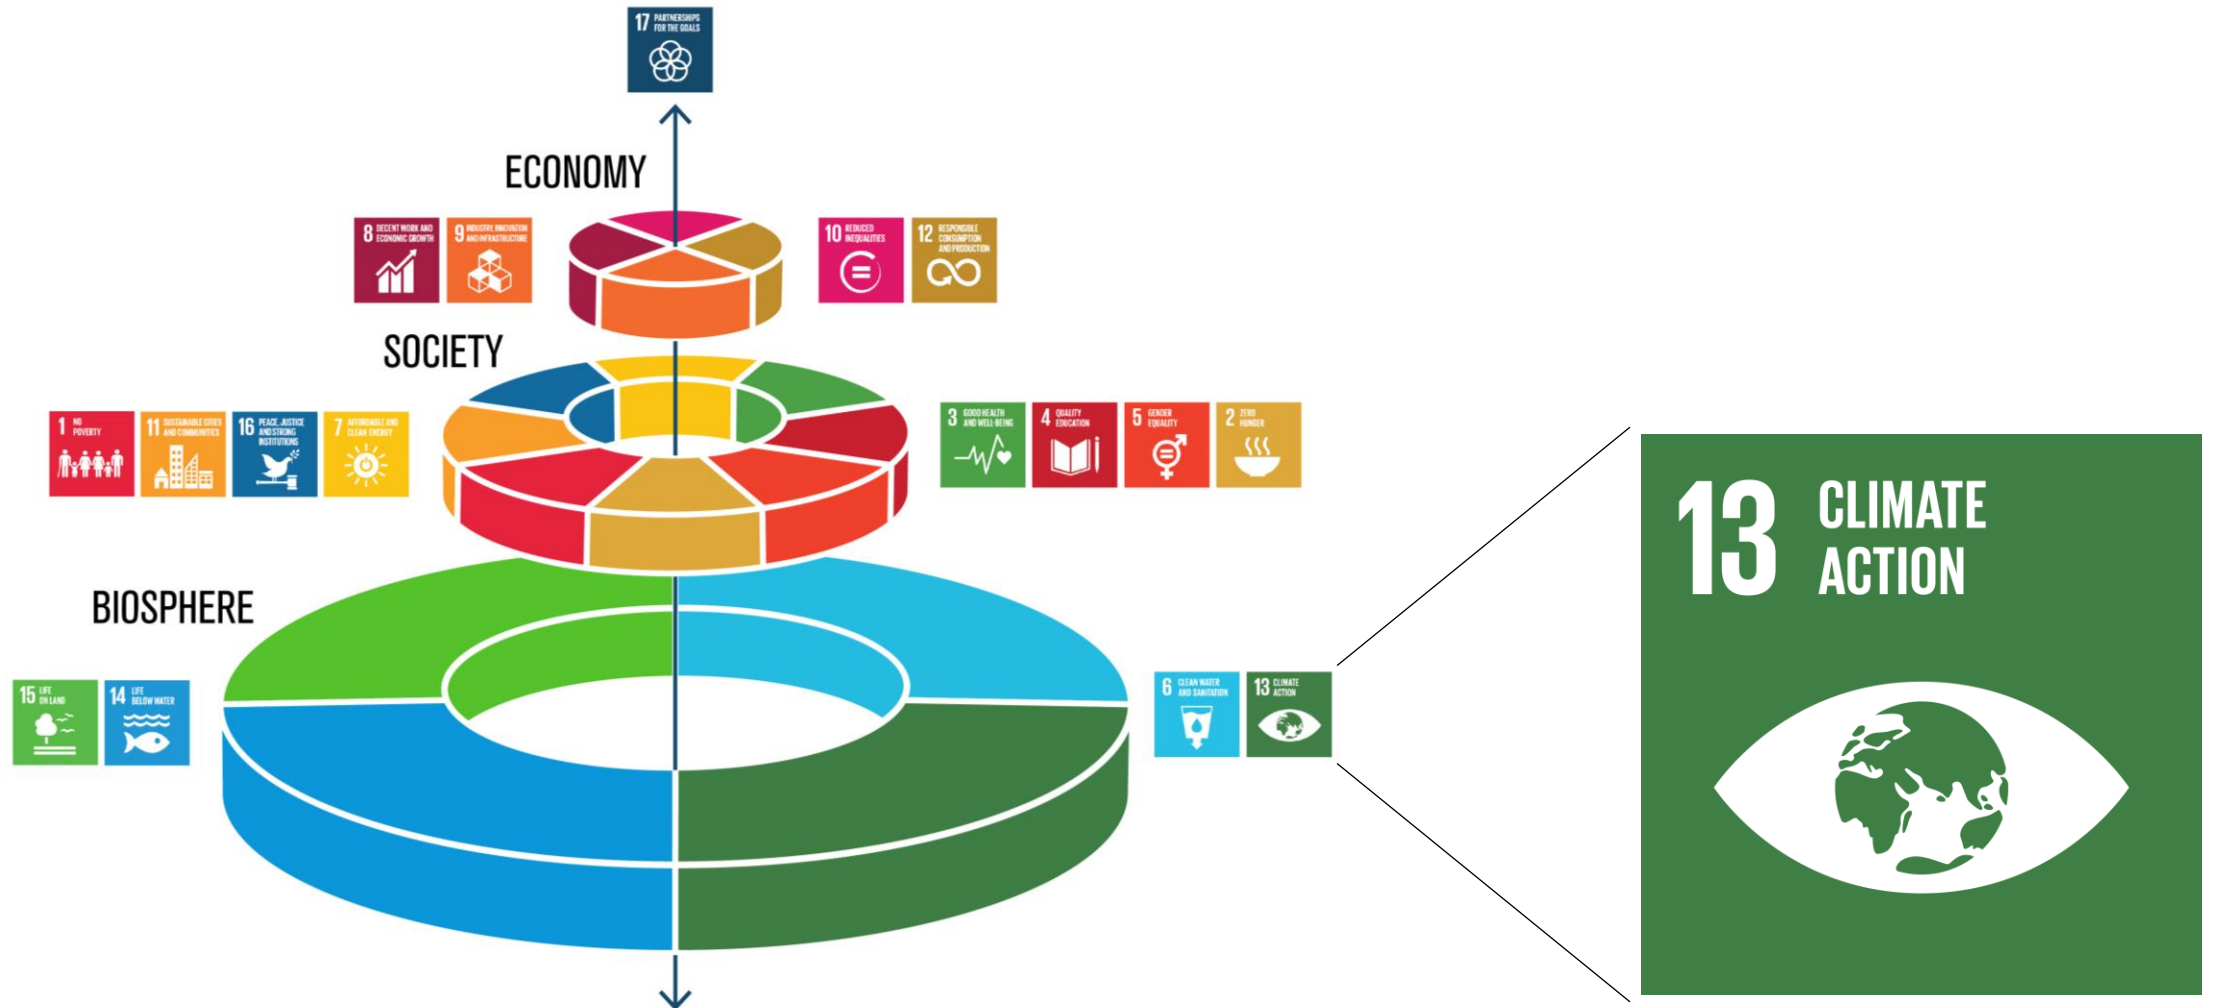 17 PARTNERSHIPS
FOR THE GOALS
ECONOMY
8 DECENT WORK AND
ECONOMIC GROWTH
9 INDUSTRY, INNOVATION
AND INFRASTRUCTURE
10 REDUCED
INEQUALITIES
12 RESPONSIBLE
CONSUMPTION
AND PRODUCTION
SOCIETY
1 NO
POVERTY
11 SUSTAINABLE CITIES
AND COMMUNITIES
16 PEACE, JUSTICE
AND STRONG
INSTITUTIONS
7 AFFORDABLE AND
CLEAN ENERGY
3 GOOD HEALTH
AND WELL-BEING
4 QUALITY
EDUCATION
5 GENDER
EQUALITY
2 ZERO
HUNGER
BIOSPHERE
15 LIFE
ON LAND
14 LIFE
BELOW WATER
6 CLEAN WATER
AND SANITATION
13 CLIMATE
ACTION
13 CLIMATE
ACTION